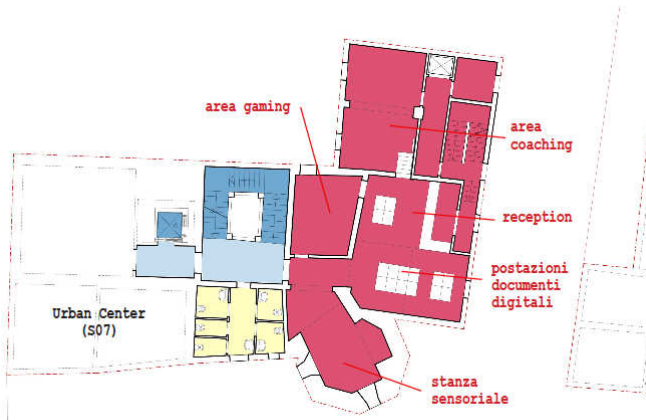 area gaming
area
coaching
reception
postazioni
documenti
digitali
Urban Center
(S07)
stanza
sensoriale